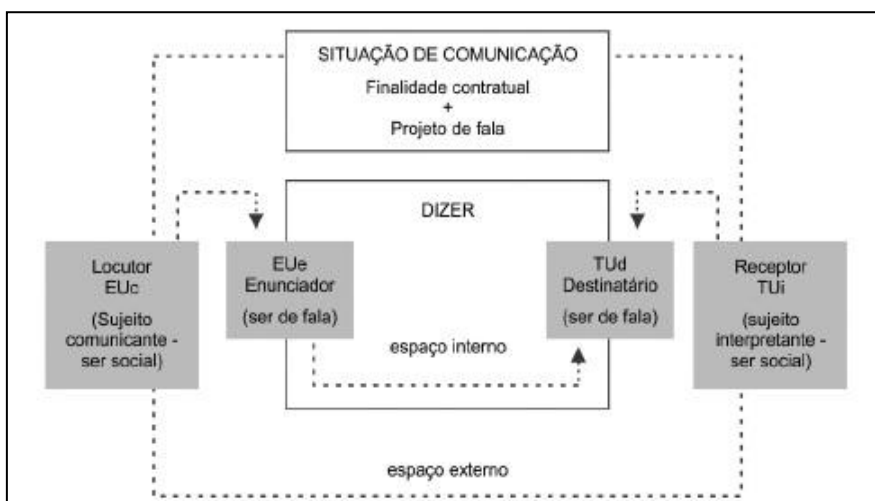 SITUAÇÃO DE COMUNICAÇÃO
Finalidade contratual
+
Projeto de fala
DIZER
Locutor
EUc
(Sujeito
comunicante -
ser social)
EUe
Enunciador
(ser de fala)
TUd
Destinatário
(ser de fala)
Receptor
TUi
(sujeito
interpretante -
ser social)
espaço interno
espaço externo